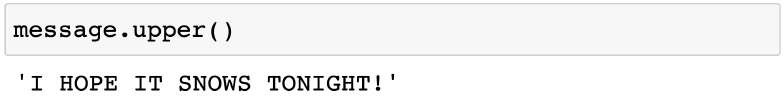 message.upper()
'I HOPE IT SNOWS TONIGHT!'